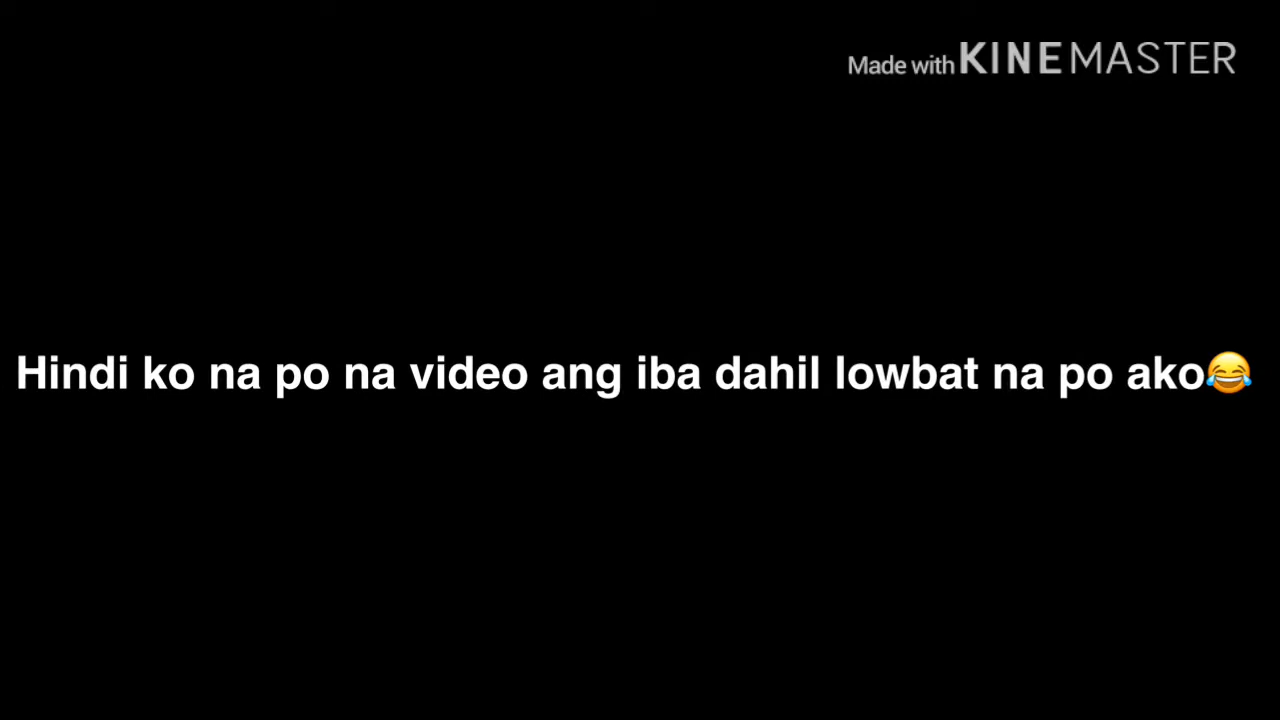 Made with KINEMASTER
Hindi ko na po na video ang iba dahil lowbat na po ako😂